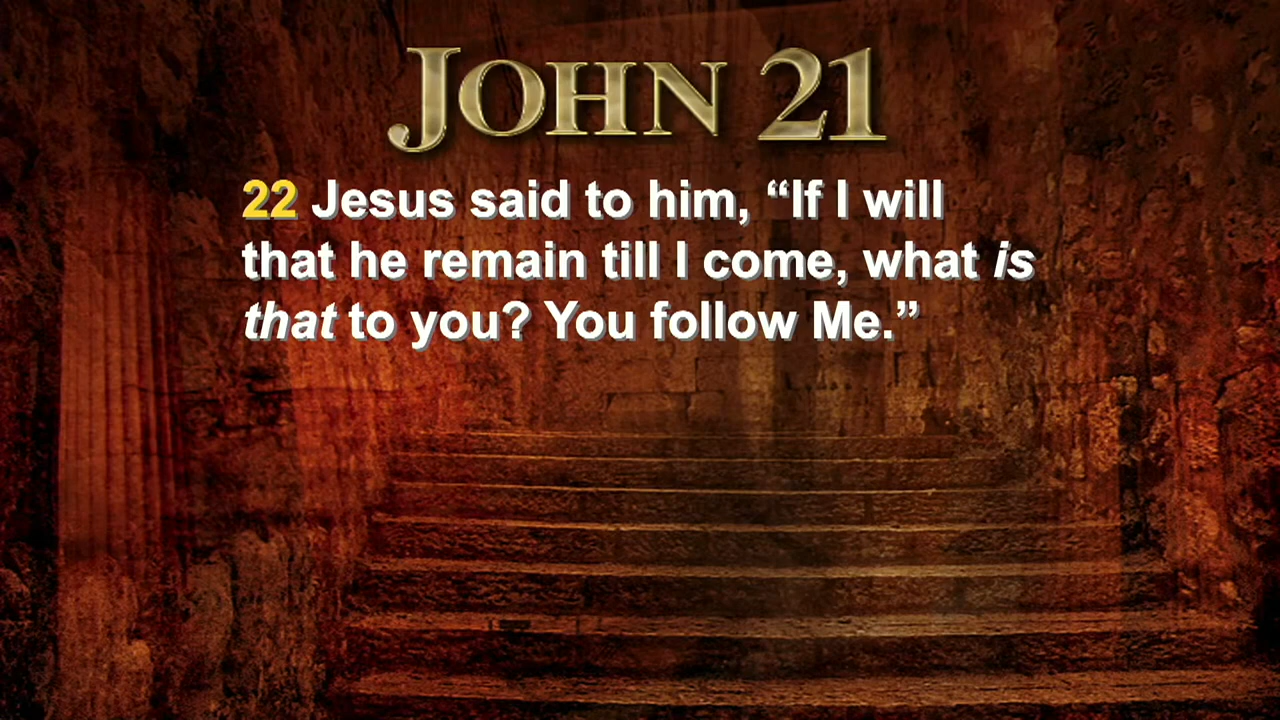 JOHN 21
22 Jesus said to him, “If I will
that he remain till I come, what is
that to you? You follow Me.”